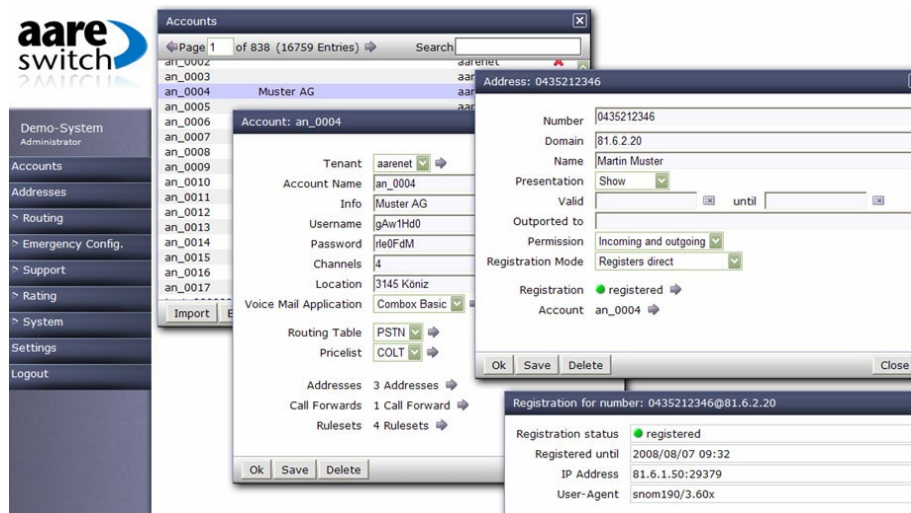 aare
switch
Demo-System
Administrator
Accounts
Addresses
> Routing
> Emergency Config.
> Support
> Rating
> System
Settings
Logout
Accounts
Page 1 of 838 (16759 Entries) Search
an_0002 aarenet
an_0003
an_0004 Muster AG
an_0005
an_0006
an_0007
an_0008
an_0009
an_0010
an_0011
an_0012
an_0013
an_0014
an_0015
an_0016
an_0017
Import
Account: an_0004
Tenant aarenet
Account Name an_0004
Info Muster AG
Username gAw1Hd0
Password rle0FdM
Channels 4
Location 3145 Köniz
Voice Mail Application Combox Basic
Routing Table PSTN
Pricelist COLT
Addresses 3 Addresses
Call Forwards 1 Call Forward
Rulesets 4 Rulesets
Ok Save Delete
Address: 0435212346
Number 0435212346
Domain 81.6.2.20
Name Martin Muster
Presentation Show
Valid until
Outported to
Permission Incoming and outgoing
Registration Mode Registers direct
Registration registered
Account an_0004
Ok Save Delete Close
Registration for number: 0435212346@81.6.2.20
Registration status registered
Registered until 2008/08/07 09:32
IP Address 81.6.1.50:29379
User-Agent snom190/3.60x